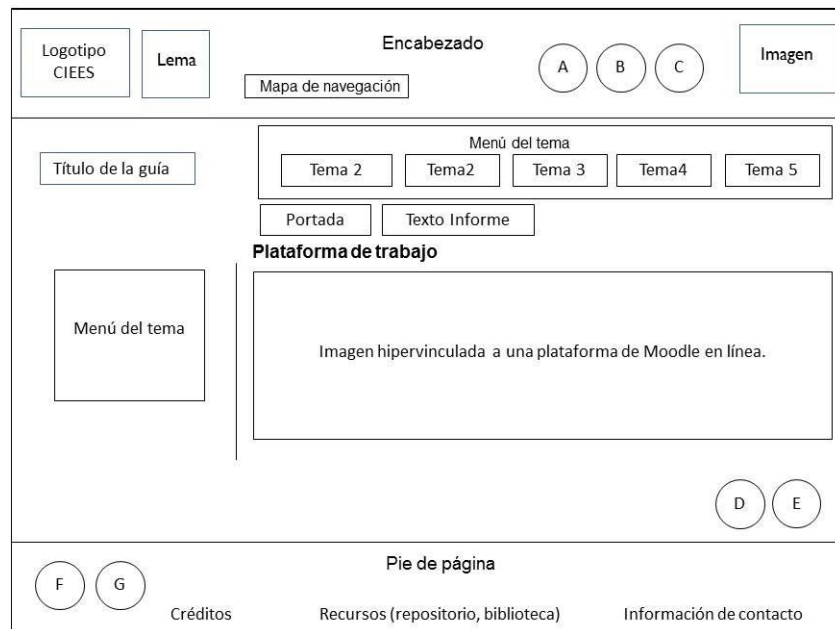 Encabezado
Logotipo
CIEES
Lema
Mapa de navegación
A
B
C
Imagen
Título de la guía
Menú del tema
Tema 2
Tema2
Tema 3
Tema4
Tema 5
Portada
Texto Informe
Plataforma de trabajo
Menú del tema
Imagen hipervinculada a una plataforma de Moodle en línea.
D
E
F
G
Pie de página
Créditos
Recursos (repositorio, biblioteca)
Información de contacto